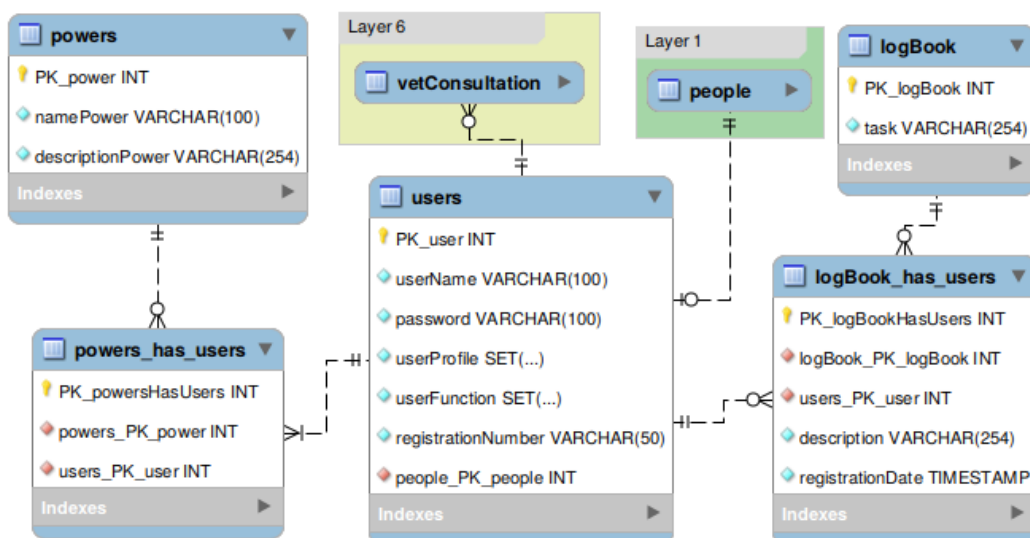 powers
PK_power INT
namePower VARCHAR(100)
descriptionPower VARCHAR(254)
Indexes
Layer 6
vetConsultation
Layer 1
people
logBook
PK_logBook INT
task VARCHAR(254)
Indexes
users
PK_user INT
userName VARCHAR(100)
password VARCHAR(100)
userProfile SET(...)
userFunction SET(...)
registrationNumber VARCHAR(50)
people_PK_people INT
Indexes
powers_has_users
PK_powersHasUsers INT
powers_PK_power INT
users_PK_user INT
Indexes
logBook_has_users
PK_logBookHasUsers INT
logBook_PK_logBook INT
users_PK_user INT
description VARCHAR(254)
registrationDate TIMESTAMP
Indexes